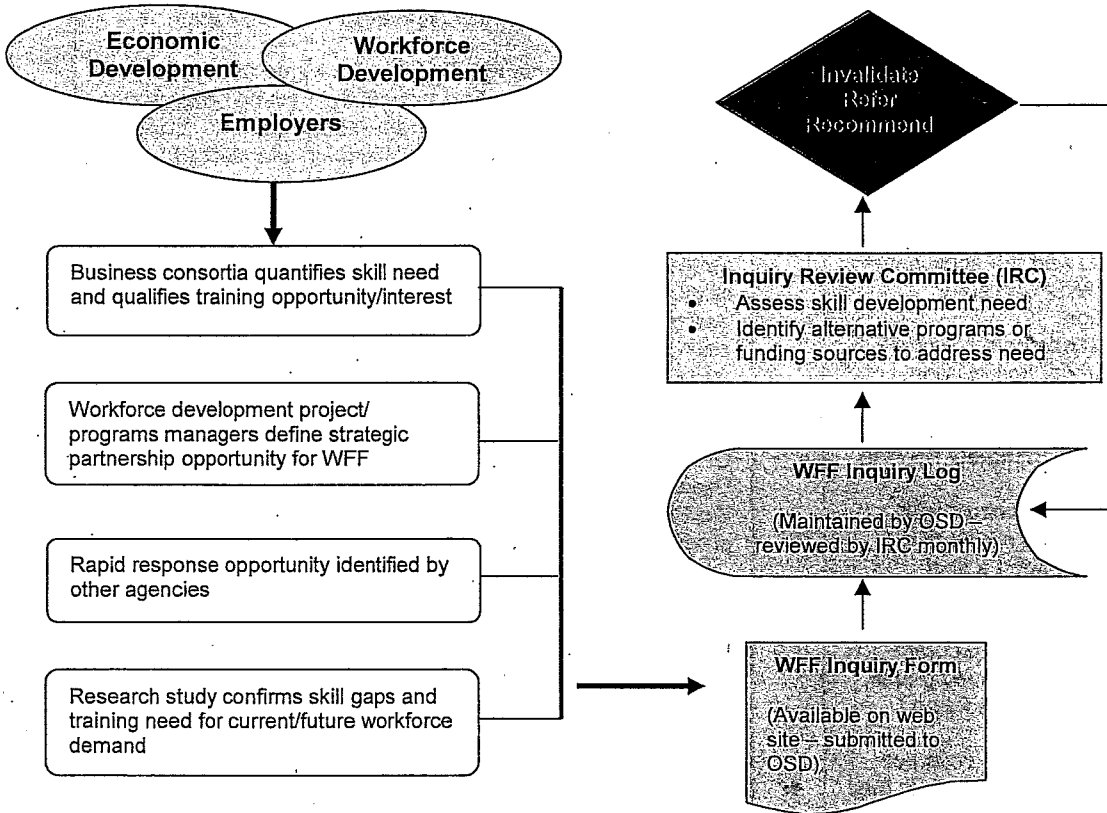 Economic
Development
Workforce
Development
Employers
Business consortia quantifies skill need
and qualifies training opportunity/interest
Workforce development project/
programs managers define strategic
partnership opportunity for WFF
Rapid response opportunity identified by
other agencies
Research study confirms skill gaps and
training need for current/future workforce
demand
Invalidate
Refer
Recommend
Inquiry Review Committee (IRC)
• Assess skill development need
• Identify alternative programs or
funding sources to address need
WFF Inquiry Log
(Maintained by OSD –
reviewed by IRC monthly)
WFF Inquiry Form
(Available on web
site – submitted to
OSD)